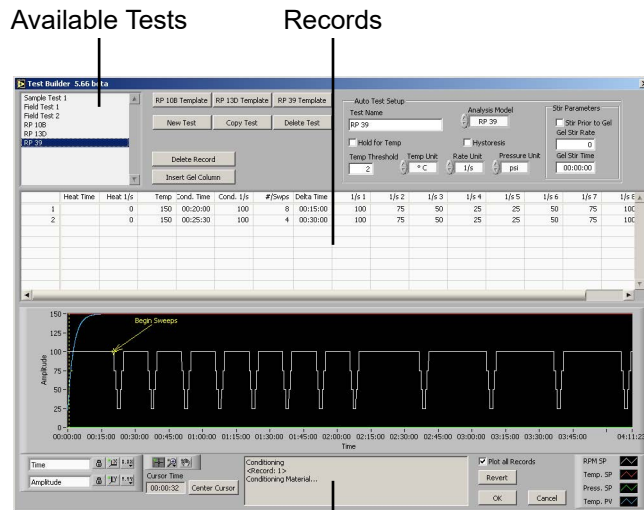 Available Tests Records
Test Builder 5.66 beta
Sample Test 1
Field Test 1
Field Test 2
RP 10B
RP 13D
RP 39
RP 10B Template RP 13D Template RP 39 Template
New Test Copy Test Delete Test
Delete Record
Insert Gel Column
Auto Test Setup
Test Name
RP 39
Analysis Model
RP 39
Hold for Temp Hysteresis
Temp Threshold Temp Unit Rate Unit Pressure Unit
2 °C 1/s psi
Stir Parameters
Stir Prior to Gel
Gel Stir Rate
0
Gel Stir Time
00:00:00
Heat Time Heat 1/s Temp Cond. Time Cond. 1/s #/Swps Delta Time 1/s 1 1/s 2 1/s 3 1/s 4 1/s 5 1/s 6 1/s 7 1/s 8
1 0 150 00:20:00 100 8 00:15:00 100 75 50 25 25 50 75 100
2 0 150 00:25:30 100 4 00:30:00 100 75 50 25 25 50 75 100
150
125
100
75
50
25
0
Amplitude
Begin Sweeps
00:00:00 00:15:00 00:30:00 00:45:00 01:00:00 01:15:00 01:30:00 01:45:00 02:00:00 02:15:00 02:30:00 02:45:00 03:00:00 03:15:00 03:30:00 03:45:00 04:11:23
Time
Time
Amplitude
Cursor Time
00:00:32 Center Cursor
Conditioning
<Record: 1>
Conditioning Material...
Plot all Records
Revert
OK Cancel
RPM SP
Temp. SP
Press. SP
Temp. PV